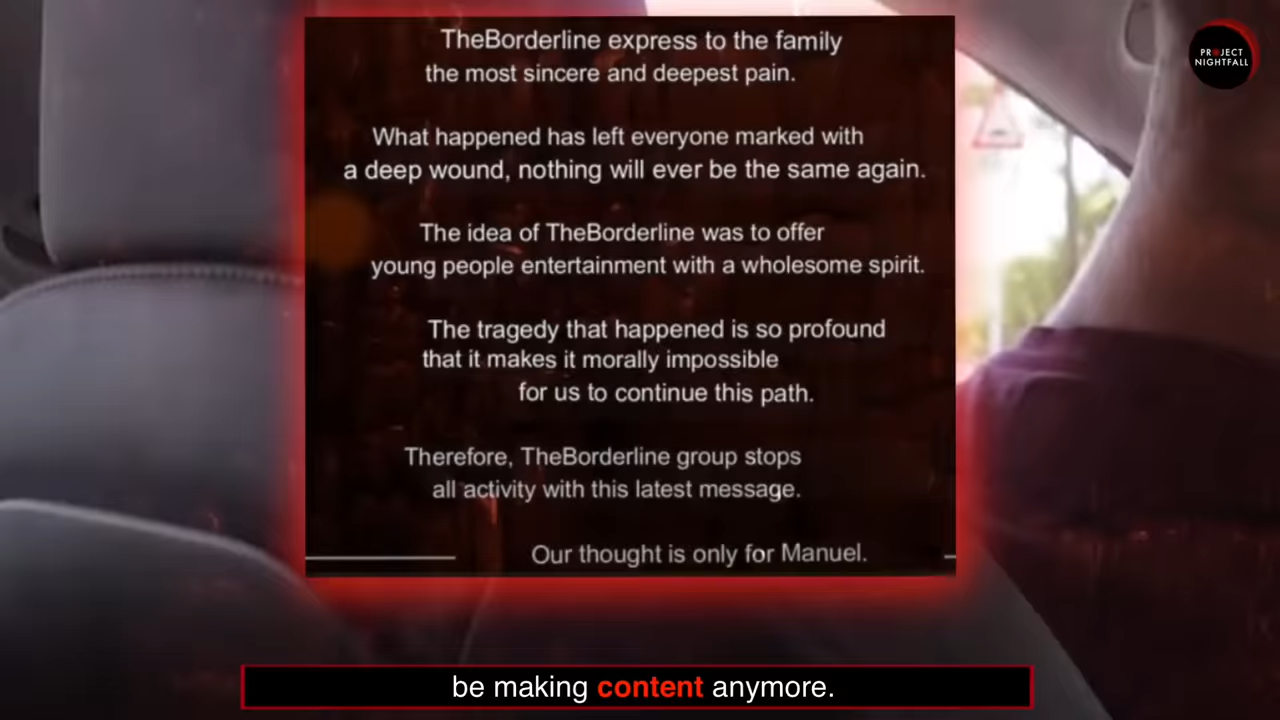 TheBorderline express to the family
the most sincere and deepest pain.
What happened has left everyone marked with
a deep wound, nothing will ever be the same again.
The idea of TheBorderline was to offer
young people entertainment with a wholesome spirit.
The tragedy that happened is so profound
that it makes it morally impossible
for us to continue this path.
Therefore, TheBorderline group stops
all activity with this latest message.
Our thought is only for Manuel.
PROJECT
NIGHTFALL
be making content anymore.